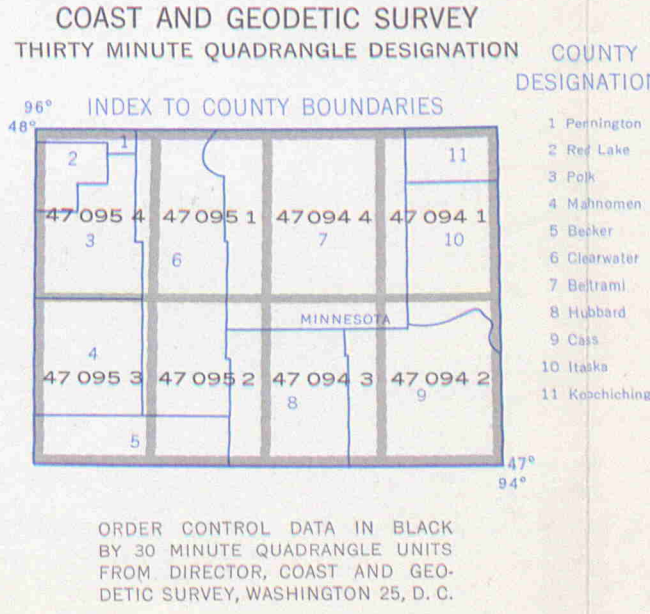 COAST AND GEODETIC SURVEY
THIRTY MINUTE QUADRANGLE DESIGNATION
COUNTY
DESIGNATION
INDEX TO COUNTY BOUNDARIES
96°
48°
1
2
11
47 095 4 47 095 1 47 094 4 47 094 1
3
6
7
10
MINNESOTA
4
47 095 3 47 095 2 47 094 3 47 094 2
8
9
5
47°
94°
1 Pennington
2 Red Lake
3 Polk
4 Mahnomen
5 Becker
6 Clearwater
7 Beltrami
8 Hubbard
9 Cass
10 Itaska
11 Koochiching
ORDER CONTROL DATA IN BLACK
BY 30 MINUTE QUADRANGLE UNITS
FROM DIRECTOR, COAST AND GEO-
DETIC SURVEY, WASHINGTON 25, D. C.